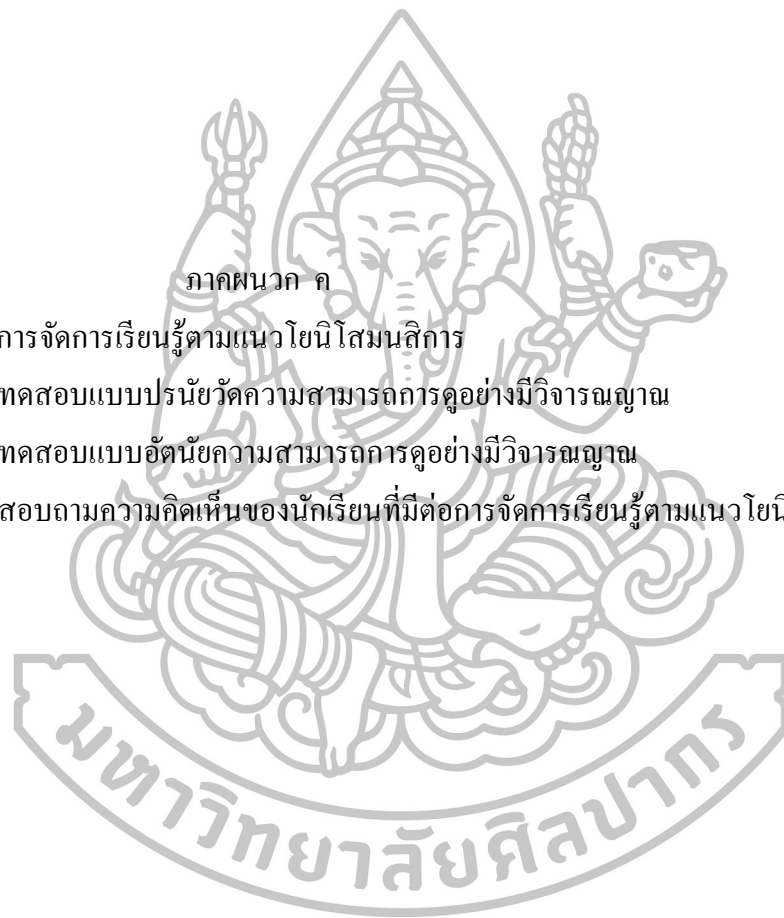 ภาคผนวก ค
การจัดการเรียนรู้ตามแนวโยนิโสมนสิการ
ทดสอบแบบปรนัยวัดความสามารถการดูอย่างมีวิจารณญาณ
ทดสอบแบบอัตนัยความสามารถการดูอย่างมีวิจารณญาณ
สอบถามความคิดเห็นของนักเรียนที่มีต่อการจัดการเรียนรู้ตามแนวโยนิ
มหาวิทยาลัยศิลปากร